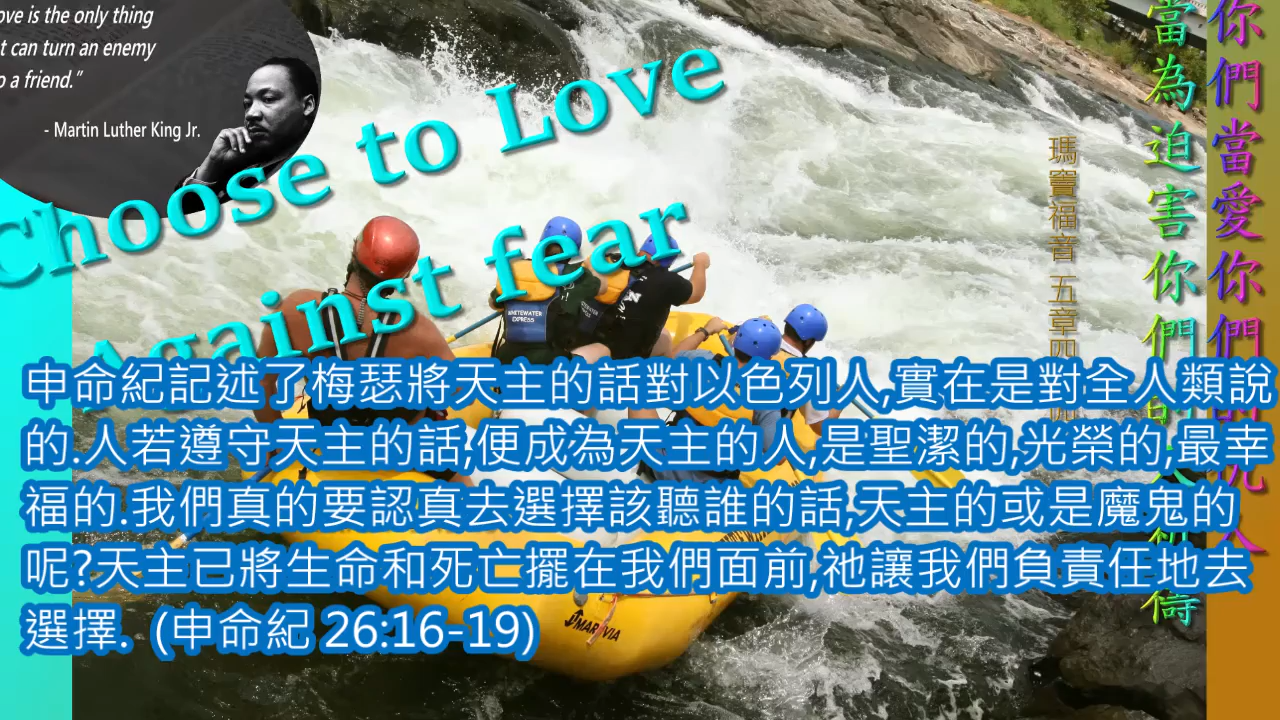 ove is the only thing
t can turn an enemy
o a friend."
- Martin Luther King Jr.
Choose to Love
Against fear
你們當愛你們
當為迫害你們
瑪竇福音 五章四
WHITEWATER
EXPRESS
申命紀記述了梅瑟將天主的話對以色列人,實在是對全人類說
的.人若遵守天主的話,便成為天主的人,是聖潔的,光榮的,最幸
福的 我們真的要認真去選擇該聽誰的話,天主的或是魔鬼的
呢?天主已將生命和死亡擺在我們面前,祂讓我們負責任地去
選擇. (申命紀 26:16-19)
禱